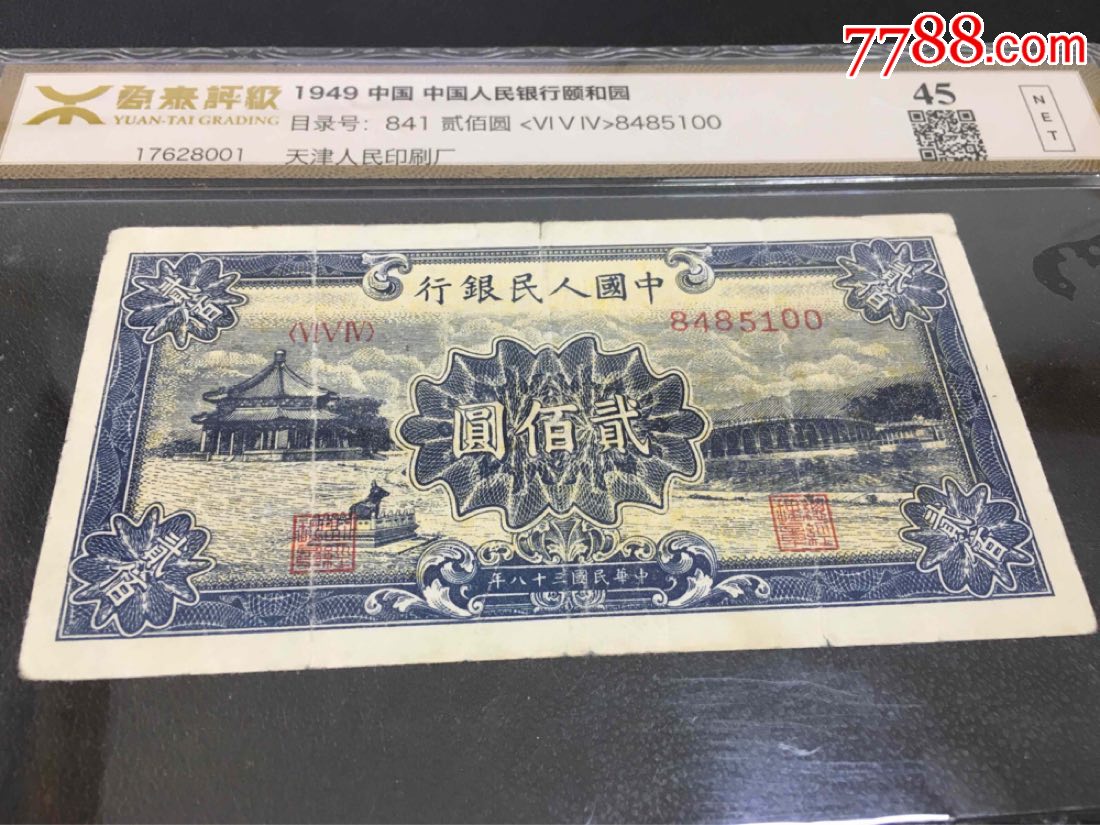 7788.com
源泰評級
YUAN-TAI GRADING
17628001
1949 中国 中国人民银行颐和园
目录号: 841 贰佰圆 <VI V IV>8485100
天津人民印刷厂
45
NET
行銀民人國中
〈VI V IV〉
8485100
圓佰貳
貳佰
貳佰
貳佰
貳佰
年八十三國民華中